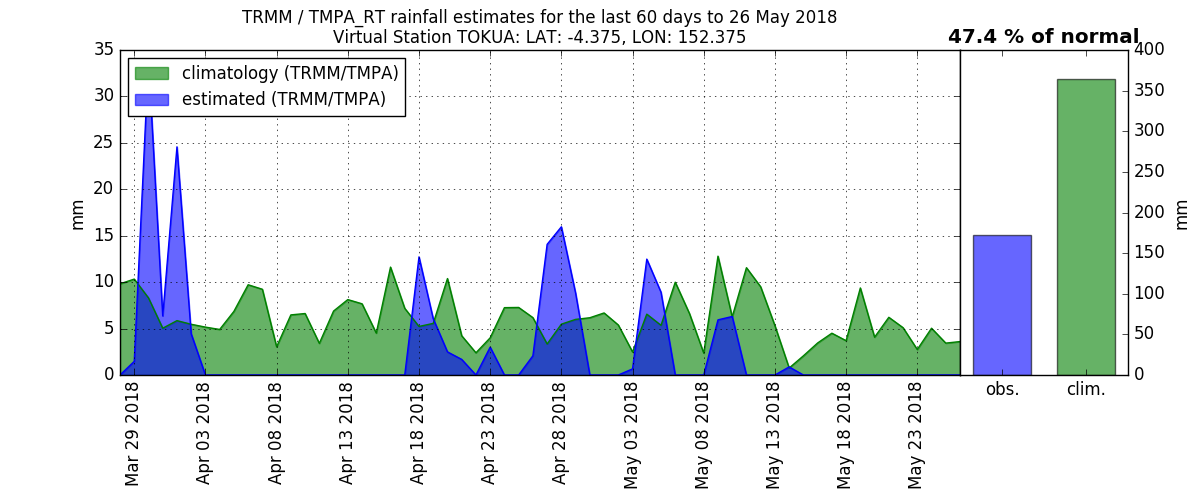 TRMM / TMPA_RT rainfall estimates for the last 60 days to 26 May 2018
Virtual Station TOKUA: LAT: -4.375, LON: 152.375
47.4 % of normal
climatology (TRMM/TMPA)
estimated (TRMM/TMPA)
mm
35
30
25
20
15
10
5
0
Mar 29 2018
Apr 03 2018
Apr 08 2018
Apr 13 2018
Apr 18 2018
Apr 23 2018
Apr 28 2018
May 03 2018
May 08 2018
May 13 2018
May 18 2018
May 23 2018
400
350
300
250
200
150
100
50
0
mm
obs.
clim.